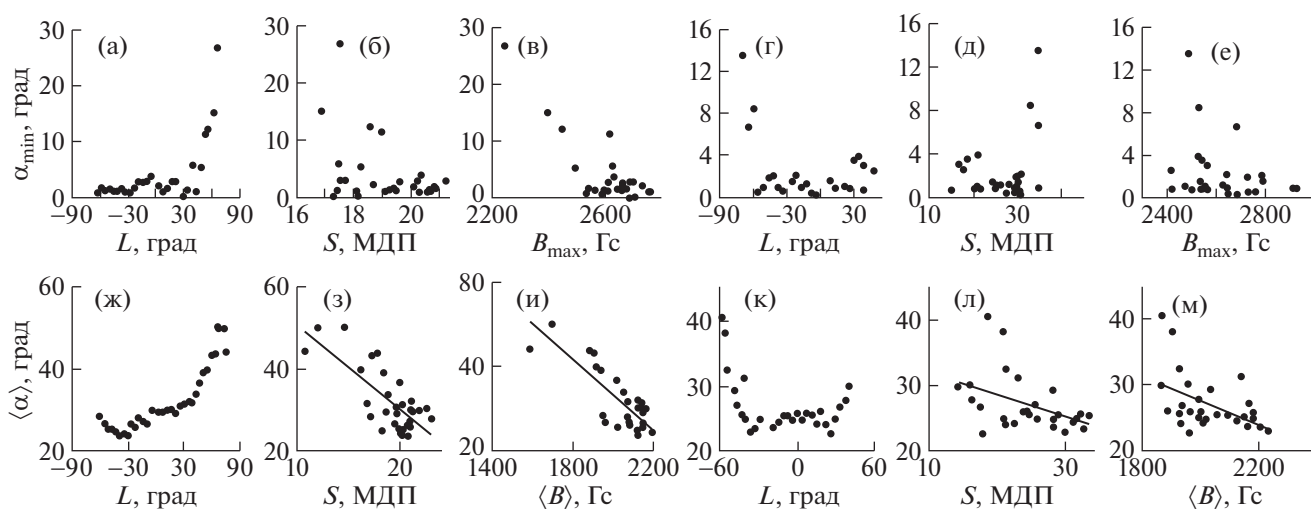 (а) (б) (в) (г) (д) (е)
α_min, град
30 30 30 16 16 16
12 12 12
20 20 20
8 8 8
10 10 10
4 4 4
0 0 0 0 0 0
−90 −30 30 90 16 18 20 2200 2600 −90 −30 30 10 20 30 40 2400 2800
L, град S, МДП B_max, Гс L, град S, МДП B_max, Гс
(ж) (з) (и) (к) (л) (м)
⟨α⟩, град
60 60 80 40 40 40
40 40 60
40 30 30 30
20 20 20 20 20 20
−90 −30 30 90 10 20 1400 1800 2200 −60 0 60 10 30 1800 2200
L, град S, МДП ⟨B⟩, Гс L, град S, МДП ⟨B⟩, Гс